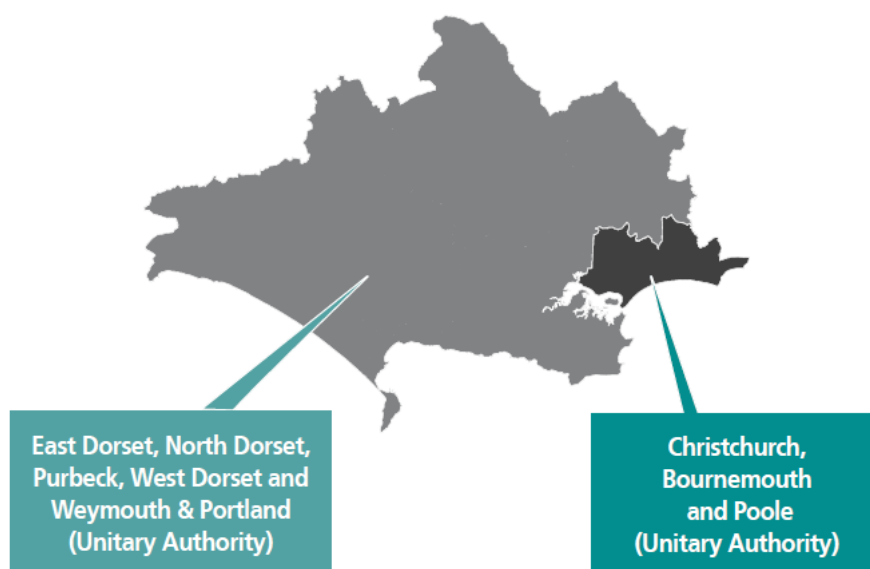 East Dorset, North Dorset,
Purbeck, West Dorset and
Weymouth & Portland
(Unitary Authority)
Christchurch,
Bournemouth
and Poole
(Unitary Authority)